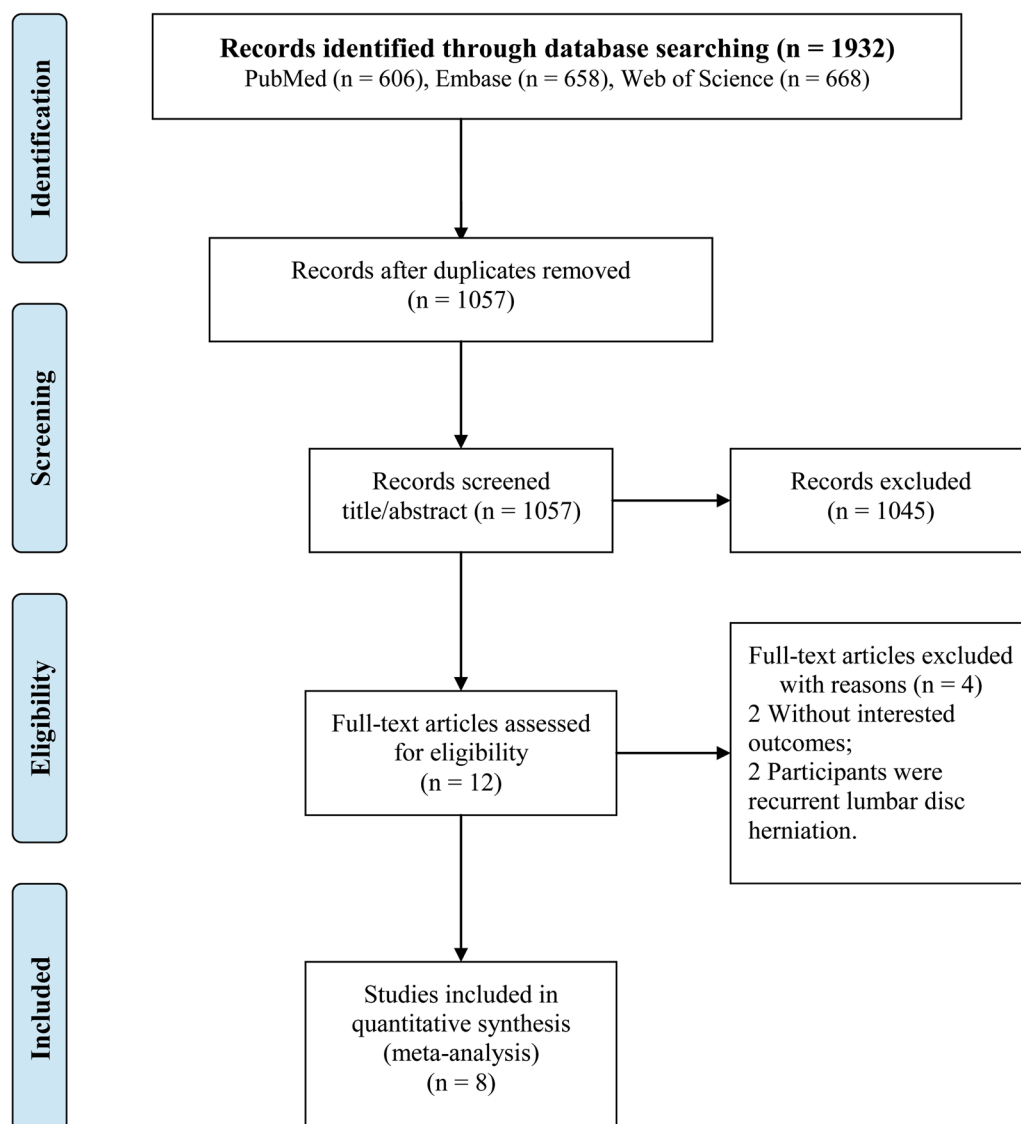 Identification
Records identified through database searching (n = 1932)
PubMed (n = 606), Embase (n = 658), Web of Science (n = 668)
Records after duplicates removed
(n = 1057)
Screening
Records screened
title/abstract (n = 1057)
Records excluded
(n = 1045)
Eligibility
Full-text articles assessed
for eligibility
(n = 12)
Full-text articles excluded
with reasons (n = 4)
2 Without interested
outcomes;
2 Participants were
recurrent lumbar disc
herniation.
Included
Studies included in
quantitative synthesis
(meta-analysis)
(n = 8)